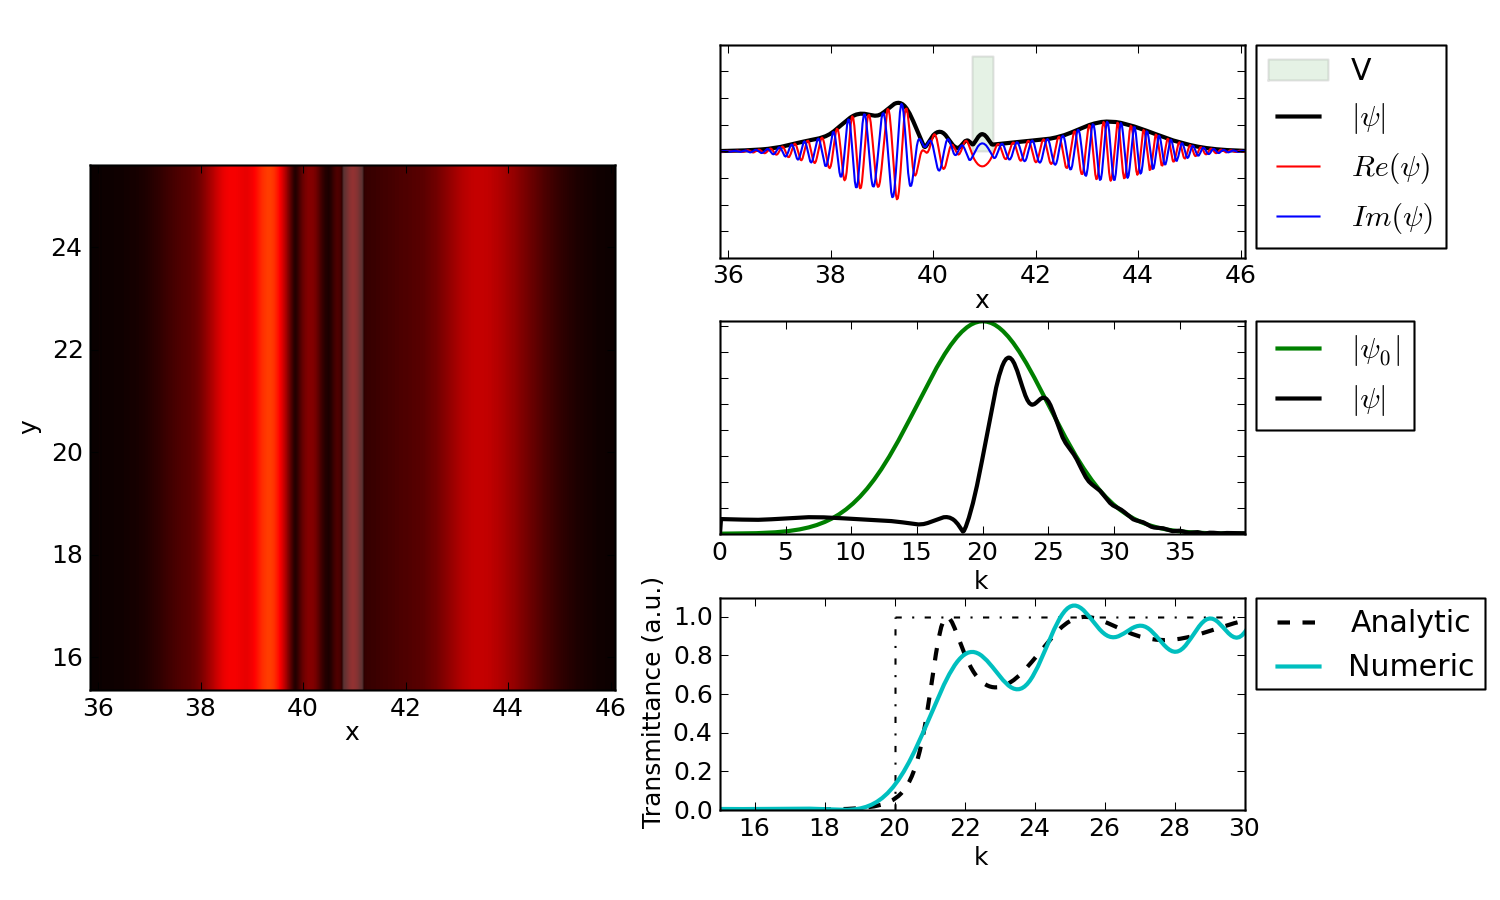 24
22
20
18
16
y
36 38 40 42 44 46
x
V
|ψ|
Re(ψ)
Im(ψ)
36 38 40 42 44 46
x
|ψ₀|
|ψ|
0 5 10 15 20 25 30 35
k
Transmittance (a.u.)
1.0
0.8
0.6
0.4
0.2
0.0
16 18 20 22 24 26 28 30
k
Analytic
Numeric